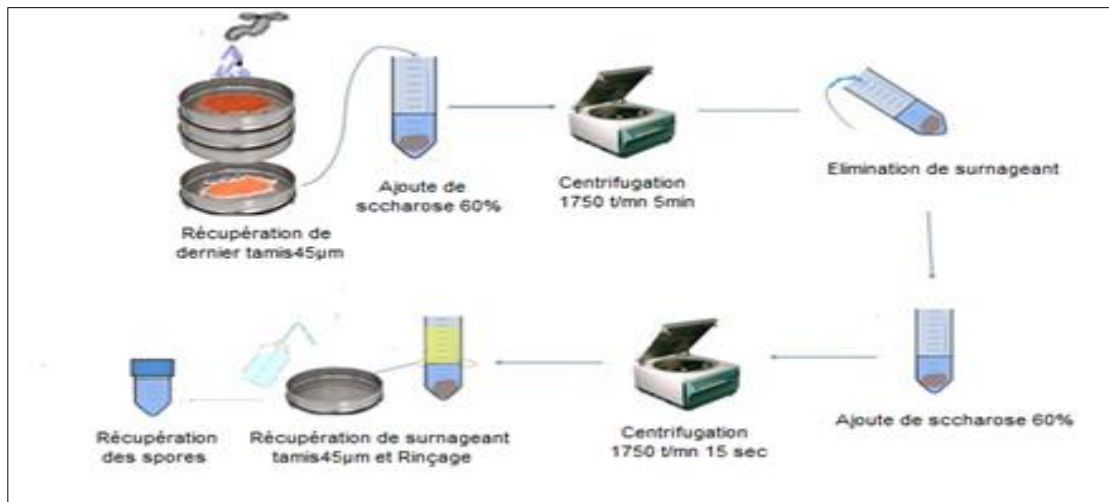 Récupération de
dernier tamis45µm
Ajoute de
sccharose 60%
Centrifugation
1750 t/mn 5min
Elimination de surnageant
Ajoute de sccharose 60%
Centrifugation
1750 t/mn 15 sec
Récupération de surnageant
tamis45µm et Rinçage
Récupération
des spores